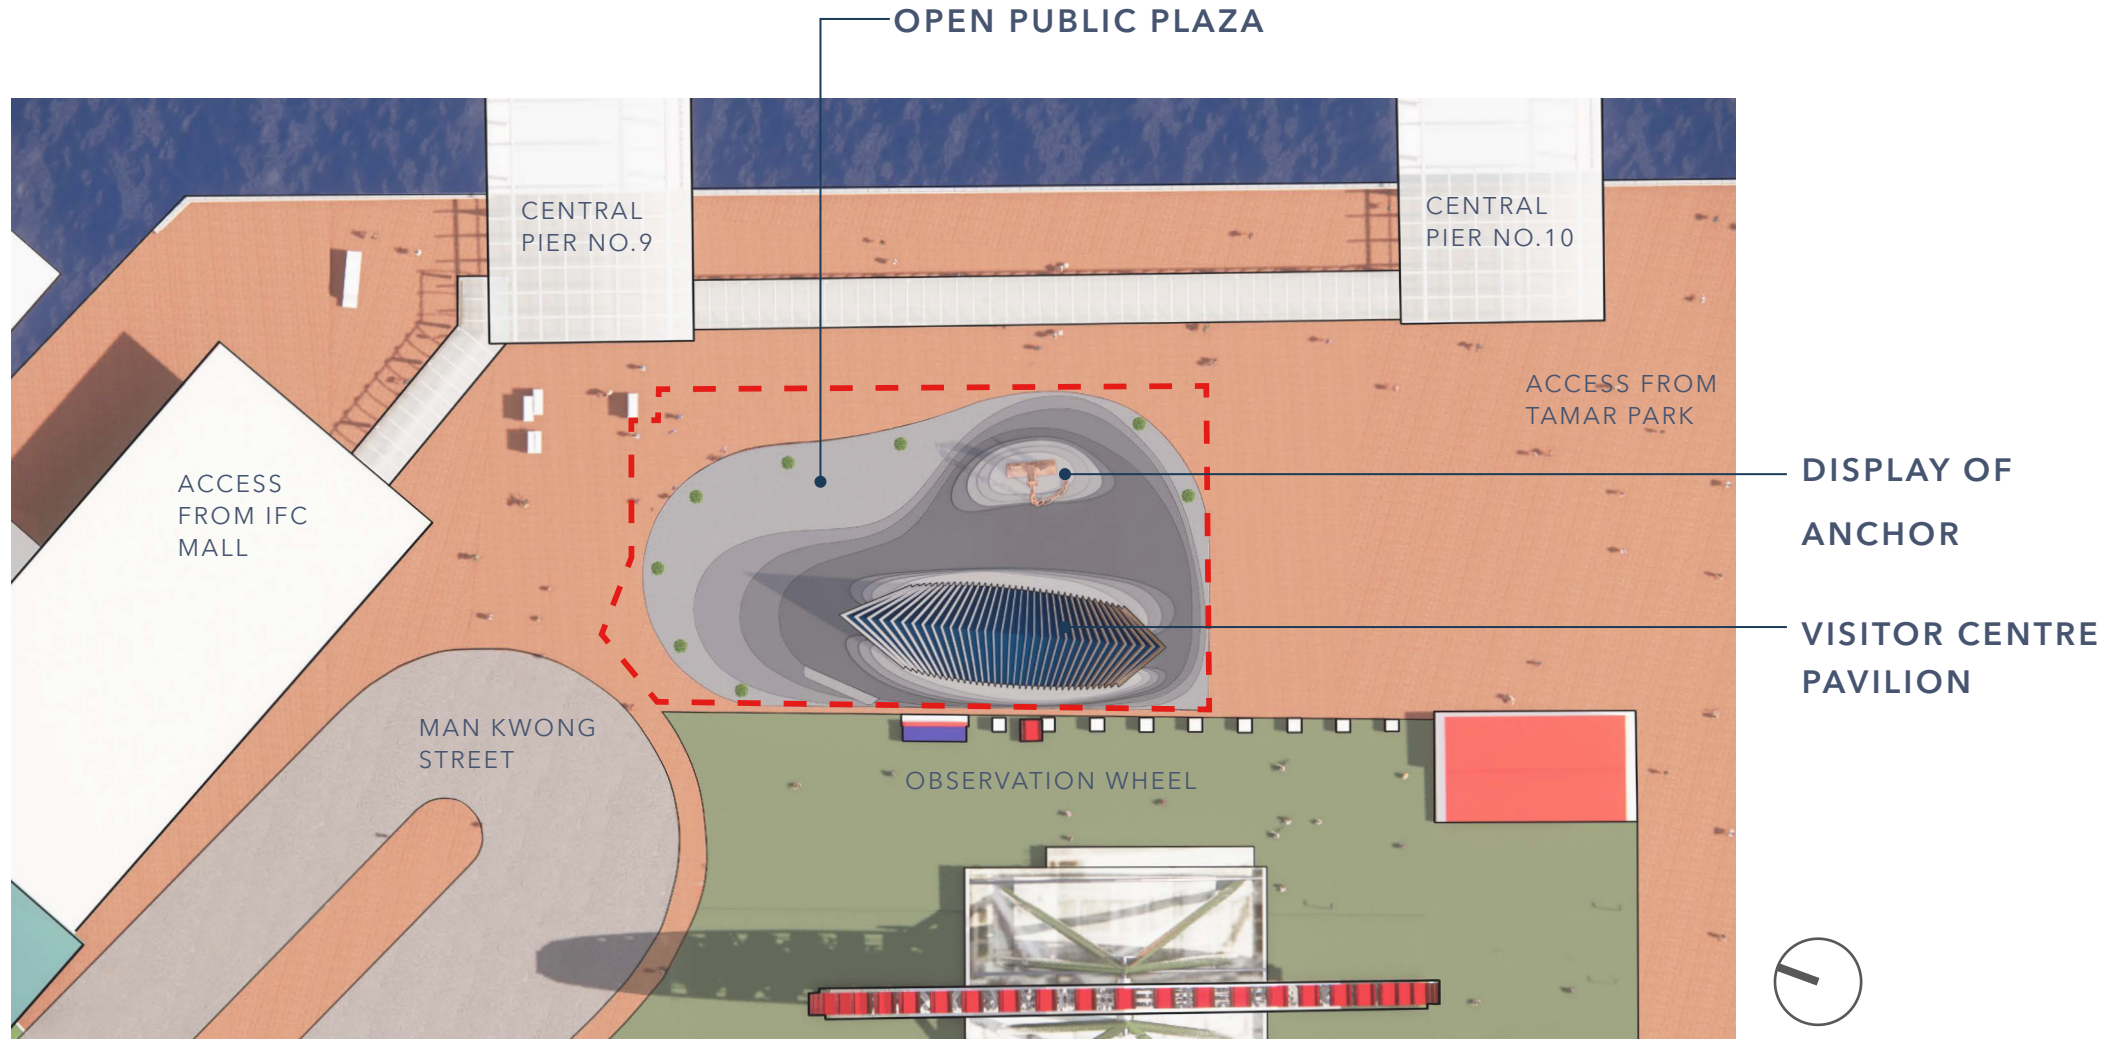 OPEN PUBLIC PLAZA
CENTRAL
PIER NO.9
CENTRAL
PIER NO.10
ACCESS FROM
TAMAR PARK
ACCESS
FROM IFC
MALL
DISPLAY OF
ANCHOR
VISITOR CENTRE
PAVILION
MAN KWONG
STREET
OBSERVATION WHEEL